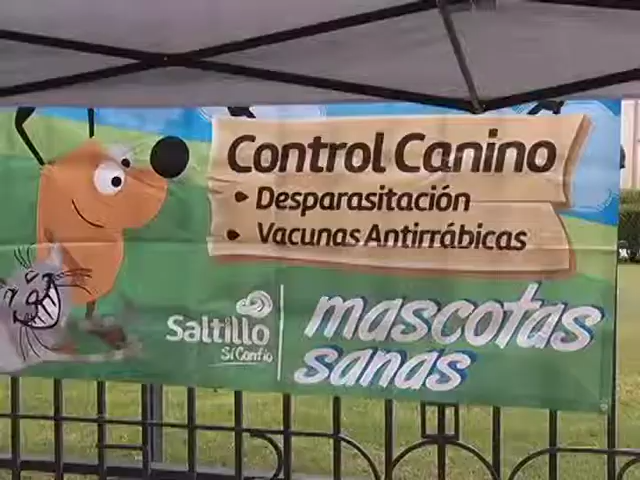 Control Canino
• Desparasitación
• Vacunas Antirrábicas
Saltillo
Sí Confío
mascotas
sanas